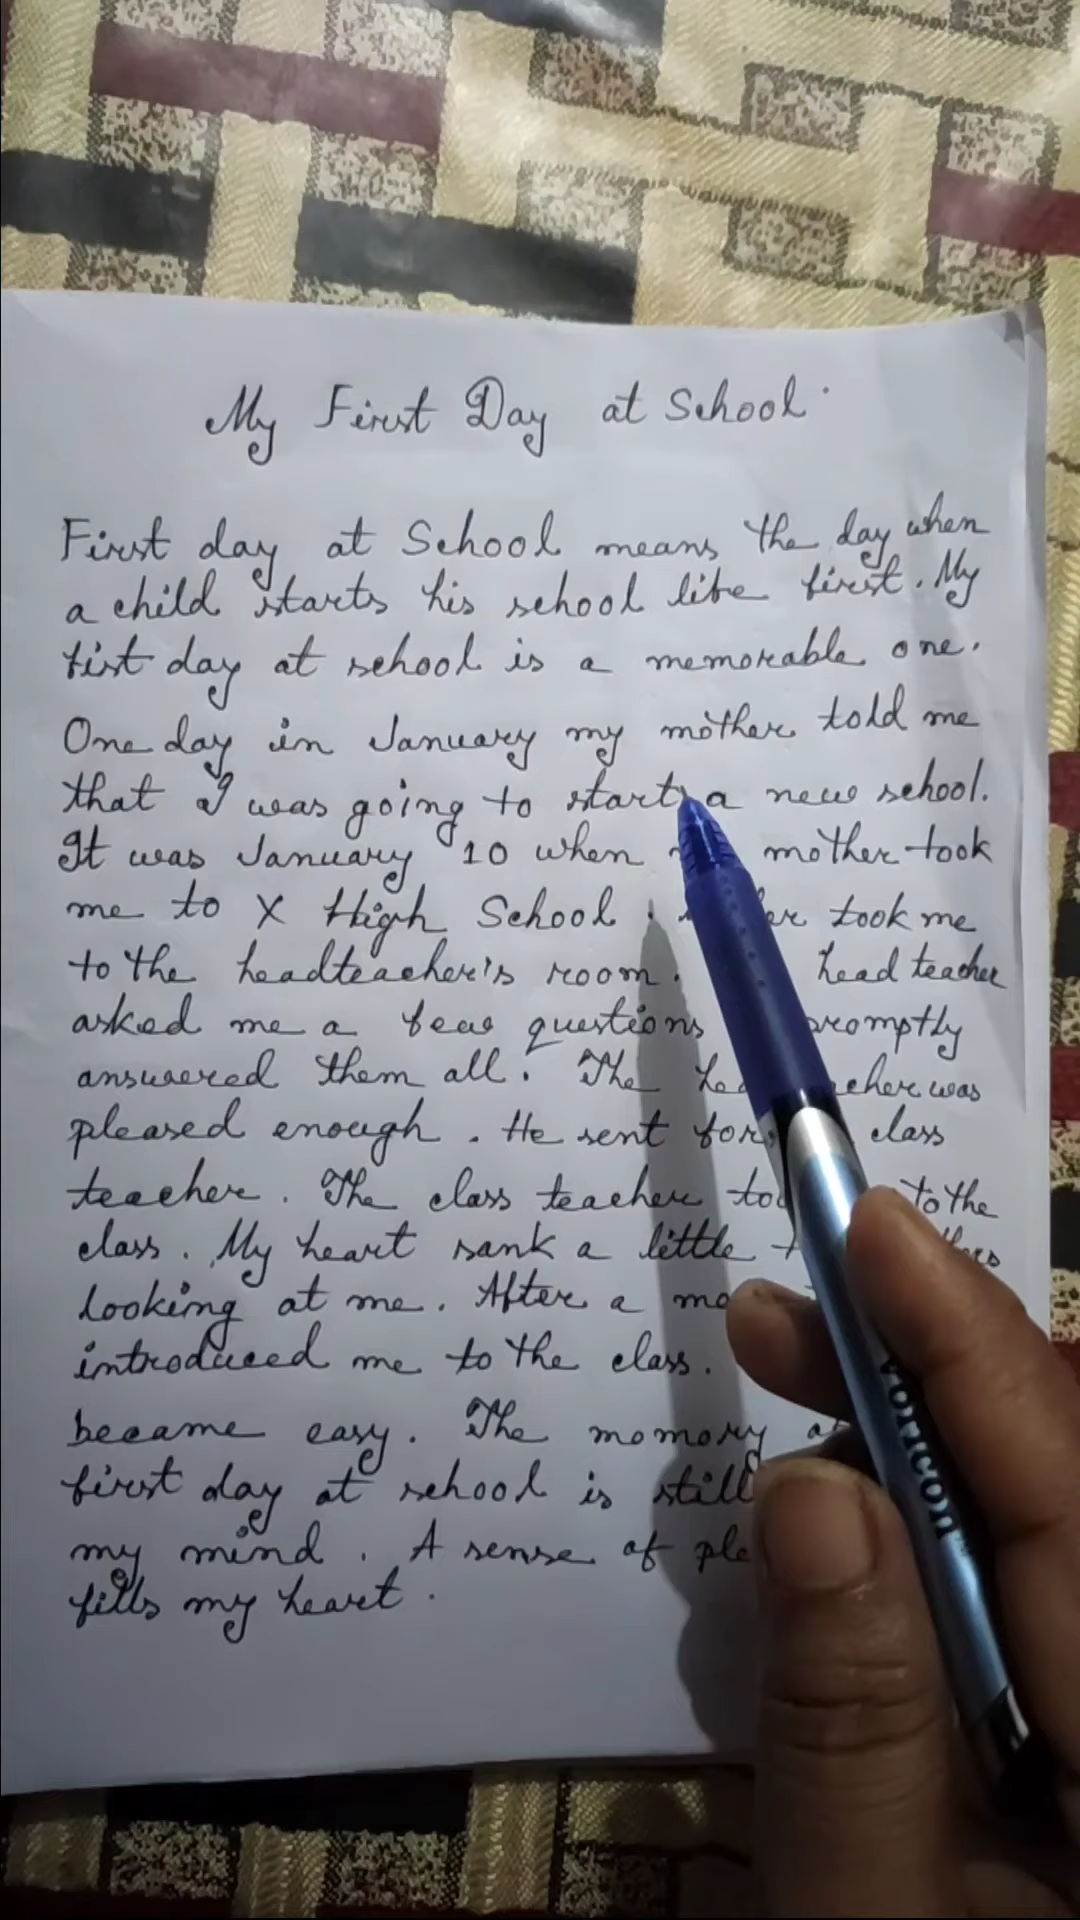 My First Day at School.
First day at School means the day when
a child starts his school life first. My
fist day at school is a memorable one.
One day in January my mother told me
that I was going to start a new school.
It was January 10 when mother took
me to X High School. took me
to the headteacher's room. head teacher
asked me a few questions promptly
answered them all. The was
pleased enough. He sent for class
teacher. The class teacher to the
class. My heart sank a little
looking at me. After a
introduced me to the class.
became easy. The momory
first day at school is still
my mind. A sense of
fills my heart.